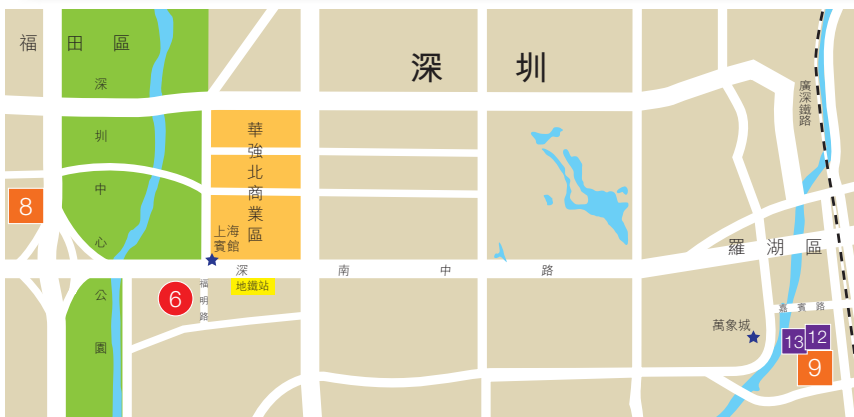 福田區
深圳
深圳中心公園
華強北商業區
廣深鐵路
8
上海
賓館
深南中路
羅湖區
地鐵站
福明路
6
嘉賓路
萬象城
13
12
9